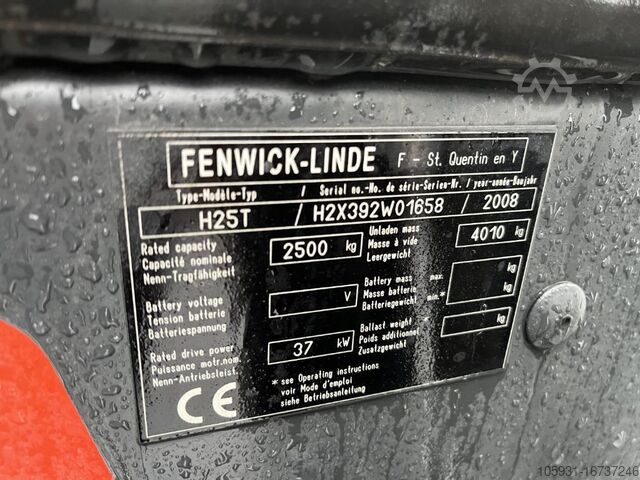 FENWICK-LINDE F - St. Quentin en Y
Type-Modèle-Typ / Serial no.-No. de série-Serien-Nr. / year-année-Baujahr
H25T / H2X392W01658 / 2008
Rated capacity
Capacité nominale
Nenn-Tragfähigkeit
2500 kg
Unladen mass
Masse à vide
Leergewicht
4010 kg
Battery voltage
Tension batterie
Batteriespannung
V
Battery mass max.
Masse batterie
Batteriegewicht min.*
kg
kg
Rated drive power
Puissance motr.nom.
Nenn-Antriebsleist.
37 kW
Ballast weight *
Poids additionnel
Zusatzgewicht
kg
* see Operating instructions
voir Mode d'emploi
siehe Betriebsanleitung
CE
105931-16737246